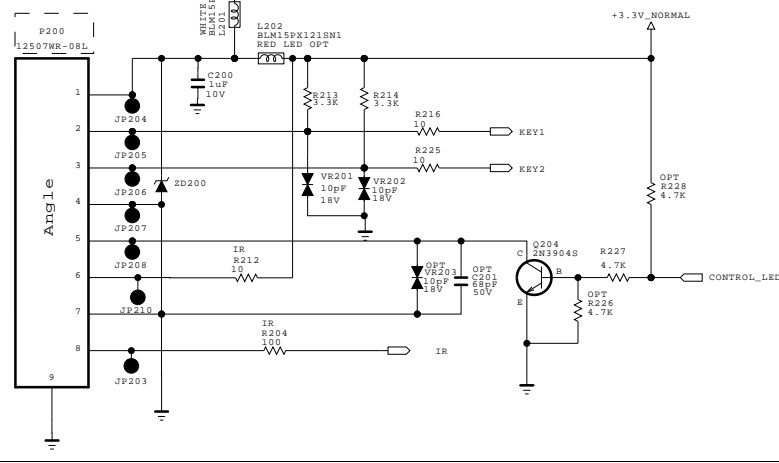 P200
12507WR-08L
WHITE
BLM15P
L201
L202
BLM15PX121SN1
RED LED OPT
+3.3V_NORMAL
C200
1uF
10V
R213
3.3K
R214
3.3K
R216
10
KEY1
R225
10
KEY2
1
JP204
2
JP205
3
JP206
ZD200
4
JP207
5
JP208
6
JP210
7
8
JP203
9
Angle
VR201
10pF
18V
VR202
10pF
18V
OPT
R228
4.7K
IR
R212
10
OPT
VR203
10pF
18V
OPT
C201
68pF
50V
C
Q204
2N3904S
B
E
R227
4.7K
CONTROL_LED
OPT
R226
4.7K
IR
R204
100
IR